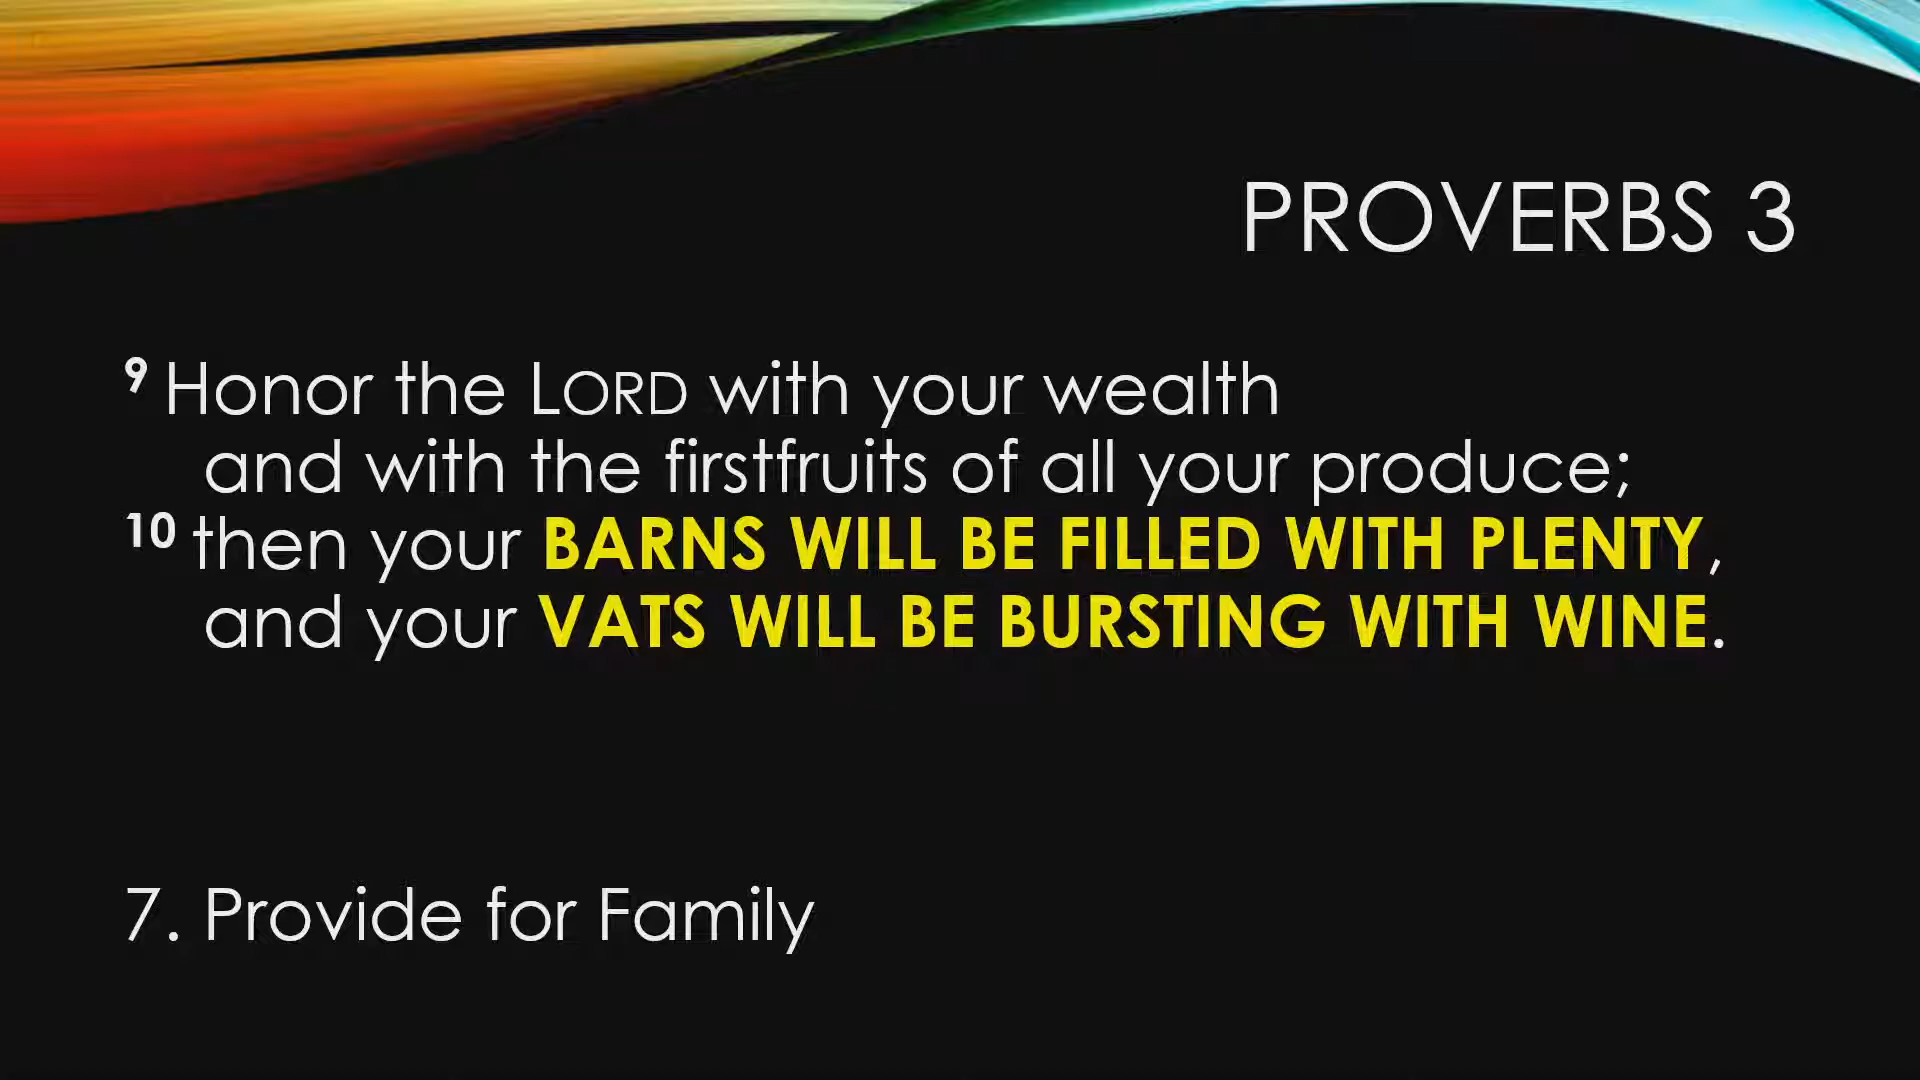 PROVERBS 3
9 Honor the LORD with your wealth
and with the firstfruits of all your produce;
10 then your BARNS WILL BE FILLED WITH PLENTY,
and your VATS WILL BE BURSTING WITH WINE.
7. Provide for Family